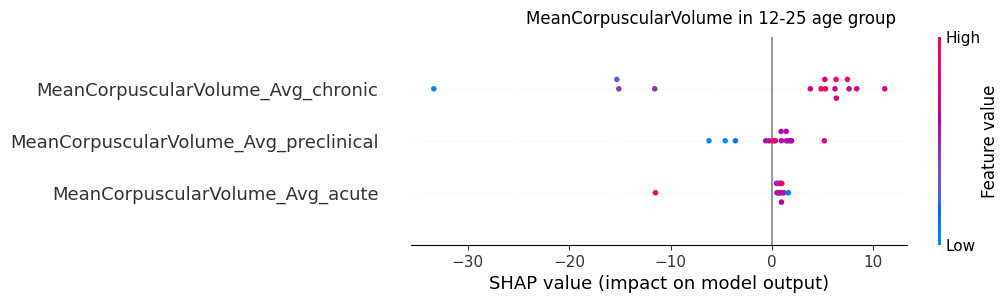 MeanCorpuscularVolume in 12-25 age group
High
MeanCorpuscularVolume_Avg_chronic
MeanCorpuscularVolume_Avg_preclinical
MeanCorpuscularVolume_Avg_acute
Feature value
Low
−30 −20 −10 0 10
SHAP value (impact on model output)